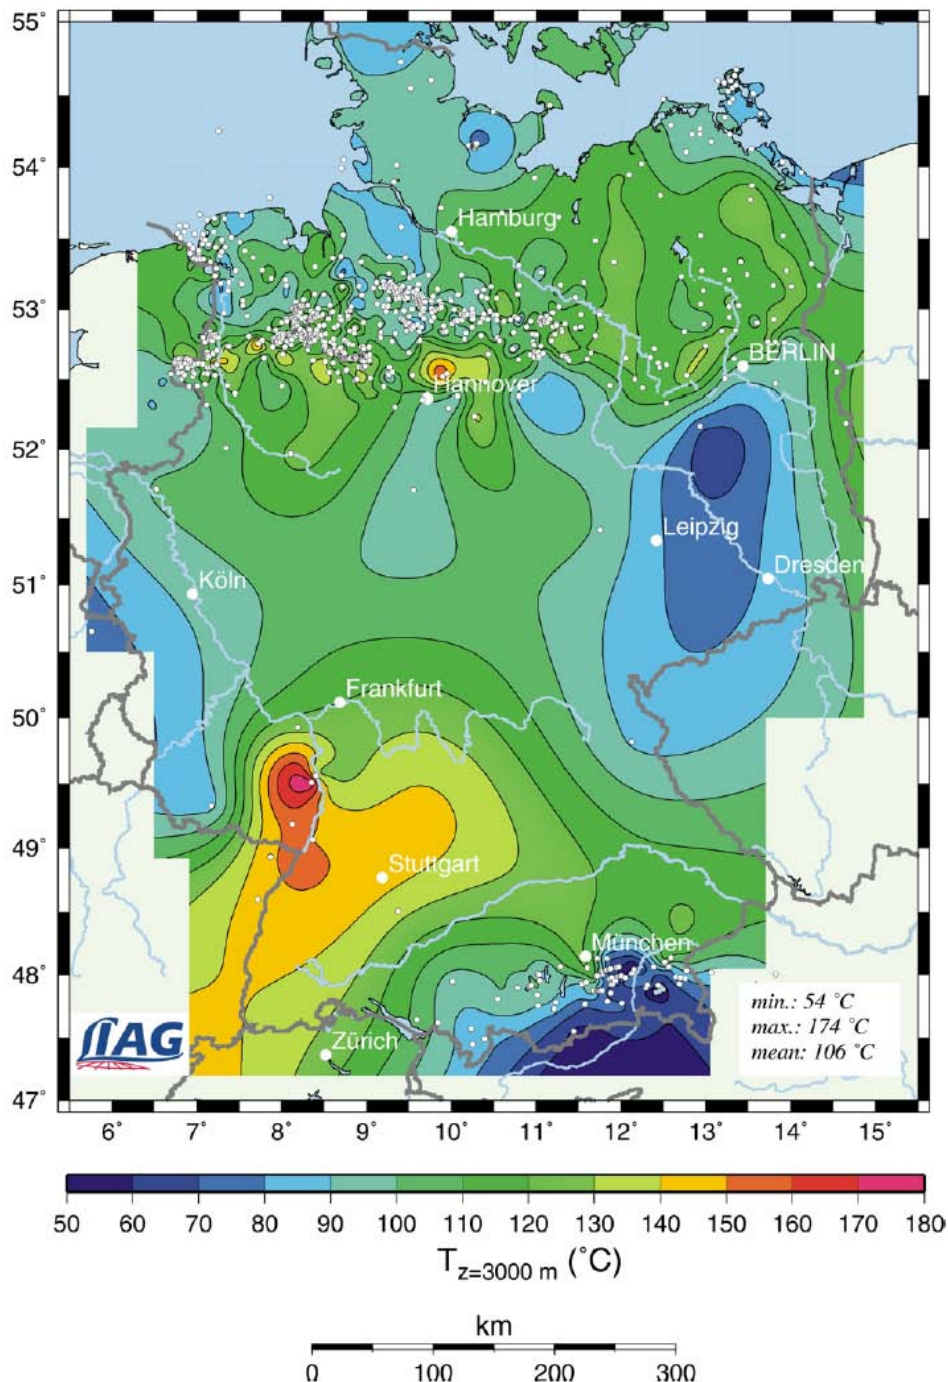 55˚
54˚
Hamburg
53˚
BERLIN
Hannover
52˚
Leipzig
Dresden
51˚
Köln
Frankfurt
50˚
49˚
Stuttgart
München
48˚
min.: 54 ˚C
max.: 174 ˚C
mean: 106 ˚C
IIAG
Zürich
47˚
6˚ 7˚ 8˚ 9˚ 10˚ 11˚ 12˚ 13˚ 14˚ 15˚
50 60 70 80 90 100 110 120 130 140 150 160 170 180
T z=3000 m (˚C)
km
0 100 200 300